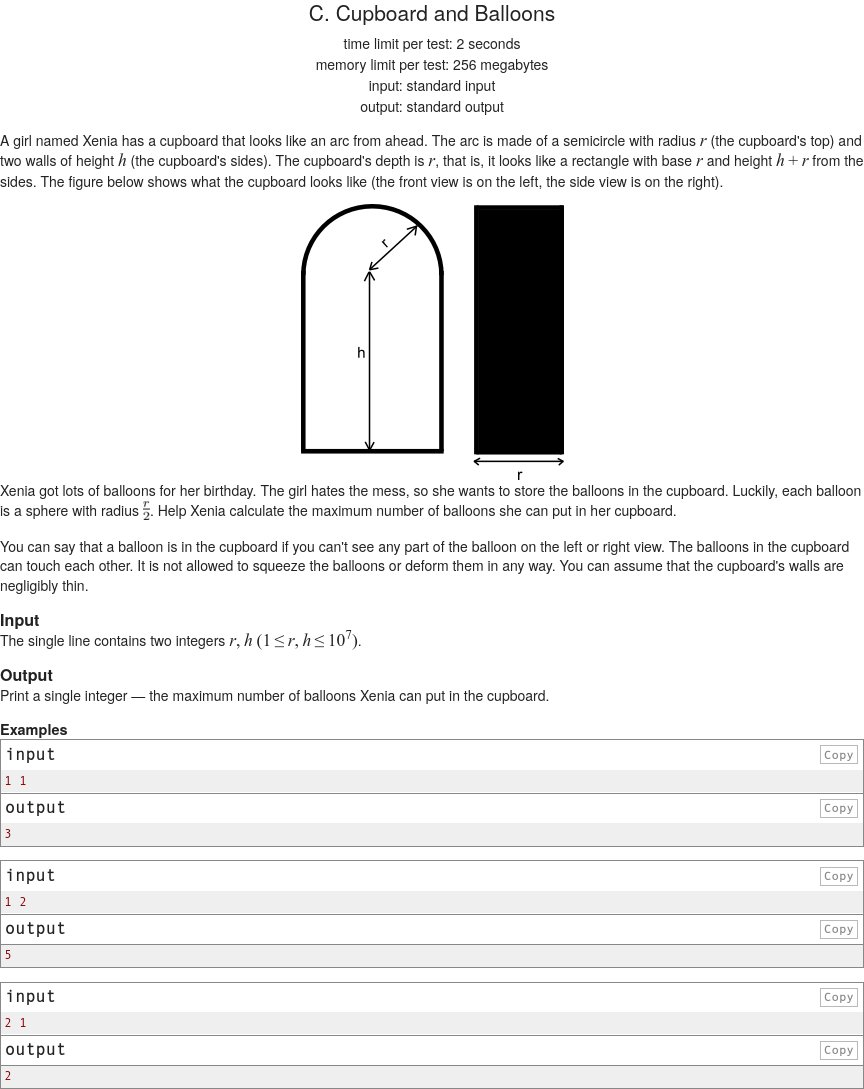 C. Cupboard and Balloons
time limit per test: 2 seconds
memory limit per test: 256 megabytes
input: standard input
output: standard output
A girl named Xenia has a cupboard that looks like an arc from ahead. The arc is made of a semicircle with radius r (the cupboard's top) and
two walls of height h (the cupboard's sides). The cupboard's depth is r, that is, it looks like a rectangle with base r and height h + r from the
sides. The figure below shows what the cupboard looks like (the front view is on the left, the side view is on the right).
r
h
r
Xenia got lots of balloons for her birthday. The girl hates the mess, so she wants to store the balloons in the cupboard. Luckily, each balloon
is a sphere with radius r/2. Help Xenia calculate the maximum number of balloons she can put in her cupboard.
You can say that a balloon is in the cupboard if you can't see any part of the balloon on the left or right view. The balloons in the cupboard
can touch each other. It is not allowed to squeeze the balloons or deform them in any way. You can assume that the cupboard's walls are
negligibly thin.
Input
The single line contains two integers r, h (1 ≤ r, h ≤ 10^7).
Output
Print a single integer — the maximum number of balloons Xenia can put in the cupboard.
Examples
input Copy
1 1
output Copy
3
input Copy
1 2
output Copy
5
input Copy
2 1
output Copy
2